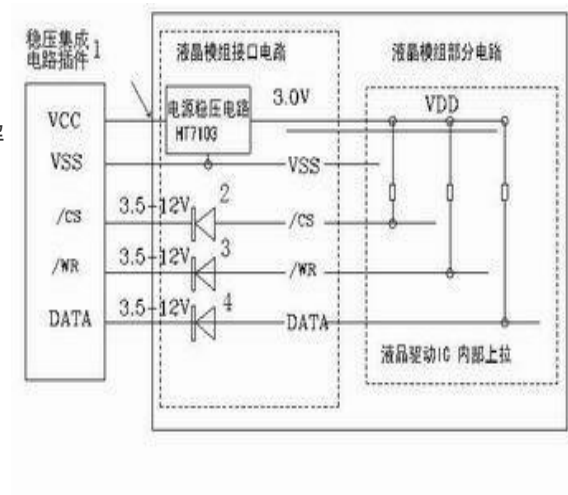 稳压集成
电路插件 1
液晶模组接口电路
液晶模组部分电路
电源稳压电路
HT7103
3.0V
VDD
VCC
VSS
VSS
/CS
3.5-12V
2
/CS
/WR
3.5-12V
3
/WR
DATA
3.5-12V
4
DATA
液晶驱动IC 内部上拉